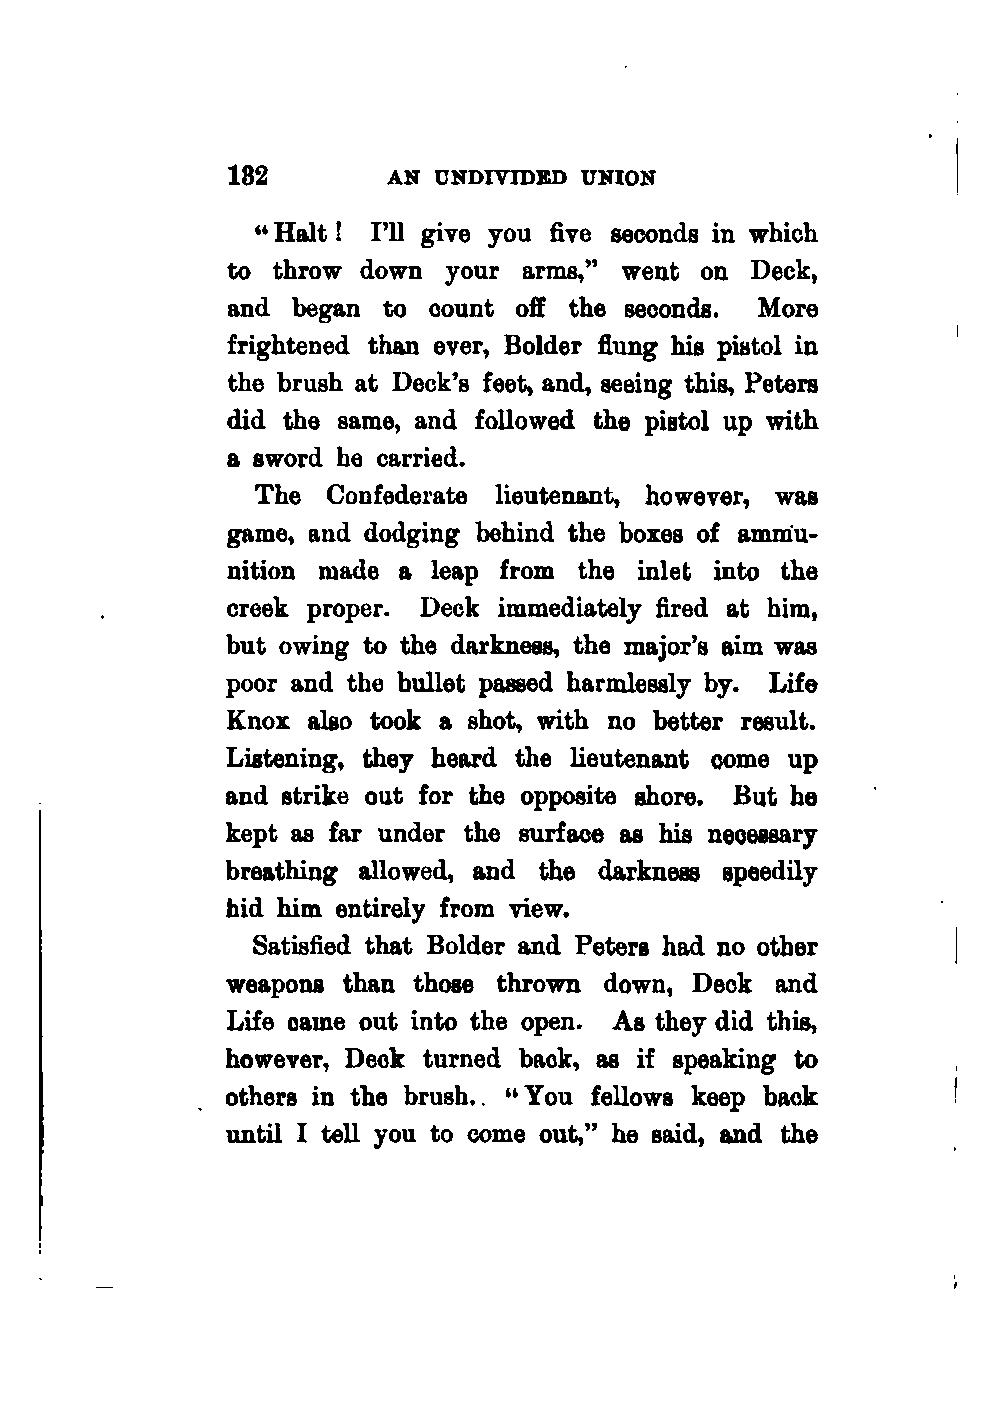 182 AN UNDIVIDED UNION
“Halt! I’ll give you five seconds in which
to throw down your arms,” went on Deck,
and began to count off the seconds. More
frightened than ever, Bolder flung his pistol in
the brush at Deck’s feet, and, seeing this, Peters
did the same, and followed the pistol up with
a sword he carried.
The Confederate lieutenant, however, was
game, and dodging behind the boxes of ammu-
nition made a leap from the inlet into the
creek proper. Deck immediately fired at him,
but owing to the darkness, the major’s aim was
poor and the bullet passed harmlessly by. Life
Knox also took a shot, with no better result.
Listening, they heard the lieutenant come up
and strike out for the opposite shore. But he
kept as far under the surface as his necessary
breathing allowed, and the darkness speedily
hid him entirely from view.
Satisfied that Bolder and Peters had no other
weapons than those thrown down, Deck and
Life came out into the open. As they did this,
however, Deck turned back, as if speaking to
others in the brush. “You fellows keep back
until I tell you to come out,” he said, and the